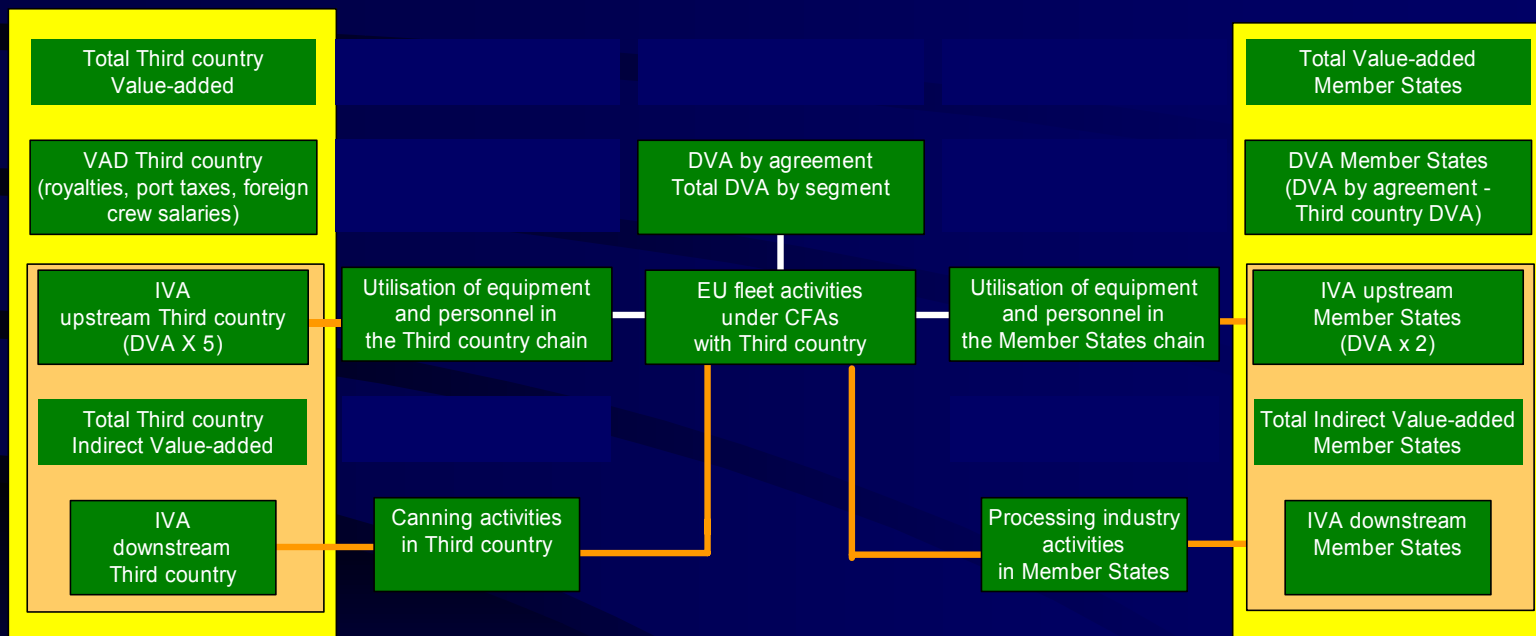 Total Third country
Value-added
Total Value-added
Member States
VAD Third country
(royalties, port taxes, foreign
crew salaries)
DVA by agreement
Total DVA by segment
DVA Member States
(DVA by agreement -
Third country DVA)
IVA
upstream Third country
(DVA X 5)
Utilisation of equipment
and personnel in
the Third country chain
EU fleet activities
under CFAs
with Third country
Utilisation of equipment
and personnel in
the Member States chain
IVA upstream
Member States
(DVA x 2)
Total Third country
Indirect Value-added
Total Indirect Value-added
Member States
IVA
downstream
Third country
Canning activities
in Third country
Processing industry
activities
in Member States
IVA downstream
Member States